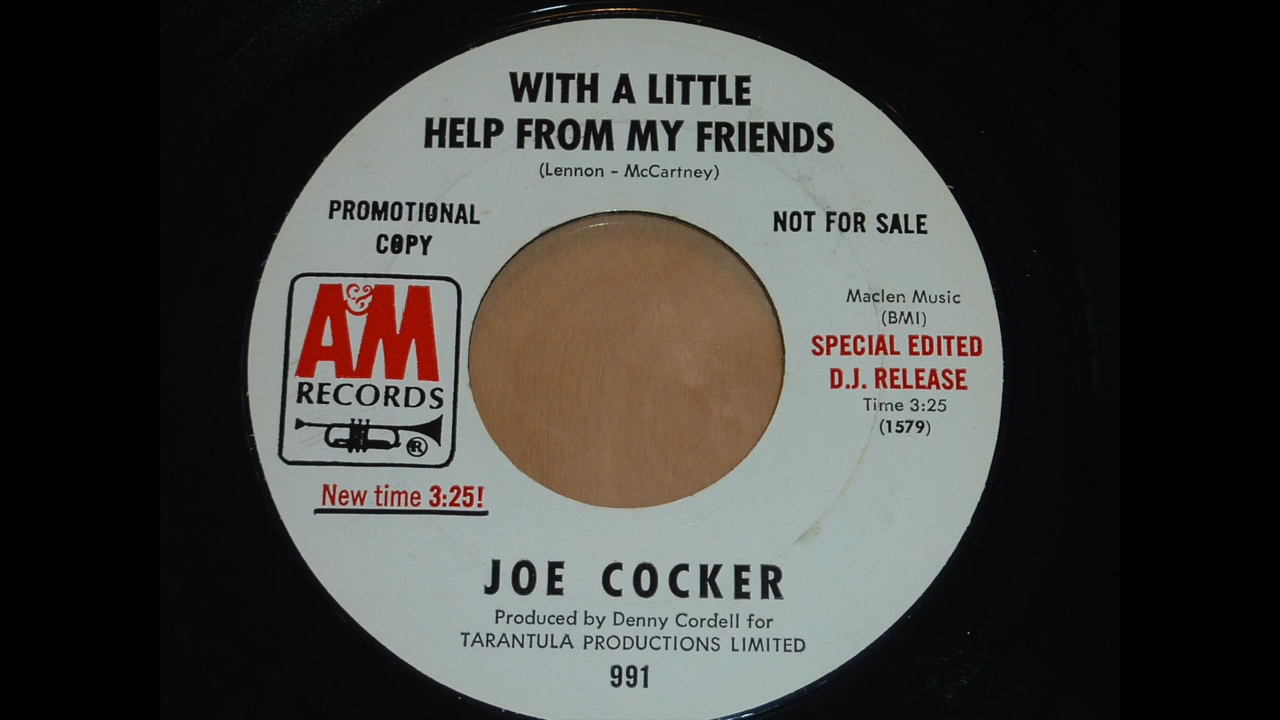 WITH A LITTLE
HELP FROM MY FRIENDS
(Lennon - McCartney)
PROMOTIONAL
COPY
NOT FOR SALE
A&M
RECORDS
®
New time 3:25!
Maclen Music
(BMI)
SPECIAL EDITED
D.J. RELEASE
Time 3:25
(1579)
JOE COCKER
Produced by Denny Cordell for
TARANTULA PRODUCTIONS LIMITED
991